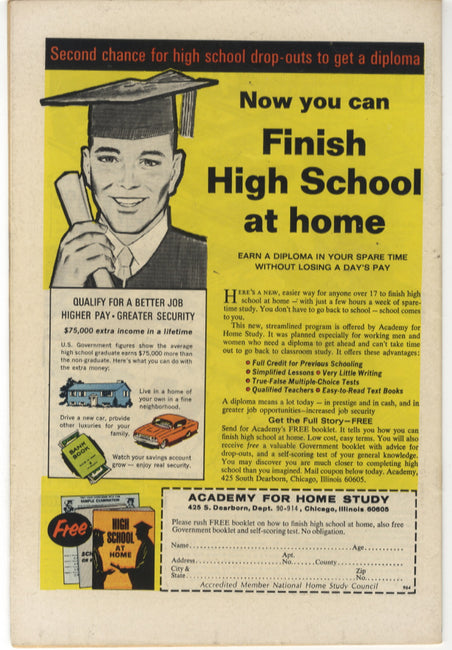 Second chance for high school drop-outs to get a diploma
Now you can
Finish
High School
at home
EARN A DIPLOMA IN YOUR SPARE TIME
WITHOUT LOSING A DAY'S PAY
HERE'S A NEW, easier way for anyone over 17 to finish high
school at home — with just a few hours a week of spare-
time study. You don't have to go back to school — school comes
to you.
This new, streamlined program is offered by Academy for
Home Study. It was planned especially for working men and
women who need a diploma to get ahead and can't take time
out to go back to classroom study. It offers these advantages:
Full Credit for Previous Schooling
Simplified Lessons Very Little Writing
True-False Multiple-Choice Tests
Qualified Teachers Easy-to-Read Text Books
A diploma means a lot today – in prestige and in cash, and in
greater job opportunities—increased job security
Get the Full Story—FREE
Send for Academy's FREE booklet. It tells you how you can
finish high school at home. Low cost, easy terms. You will also
receive free a valuable Government booklet with advice for
drop-outs, and a self-scoring test of your general knowledge.
You may discover you are much closer to completing high
school than you imagined. Mail coupon below today. Academy,
425 South Dearborn, Chicago, Illinois 60605.
QUALIFY FOR A BETTER JOB
HIGHER PAY • GREATER SECURITY
$75,000 extra income in a lifetime
U.S. Government figures show the average
high school graduate earns $75,000 more than
the non-graduate. Here's what you can do with
the extra money:
Live in a home of
your own in a fine
neighborhood.
Drive a new car, provide
other luxuries for your
family.
BANK
BOOK
Watch your savings account
grow — enjoy real security.
Free
HIGH
SCHOOL
AT
HOME
ACADEMY FOR HOME STUDY
425 S. Dearborn, Dept. 90-914, Chicago, Illinois 60605
Please rush FREE booklet on how to finish high school at home, also free
Government booklet and self-scoring test. No obligation.
Name Age
Apt.
Address No. County
City & Zip
State No.
Accredited Member National Home Study Council 964